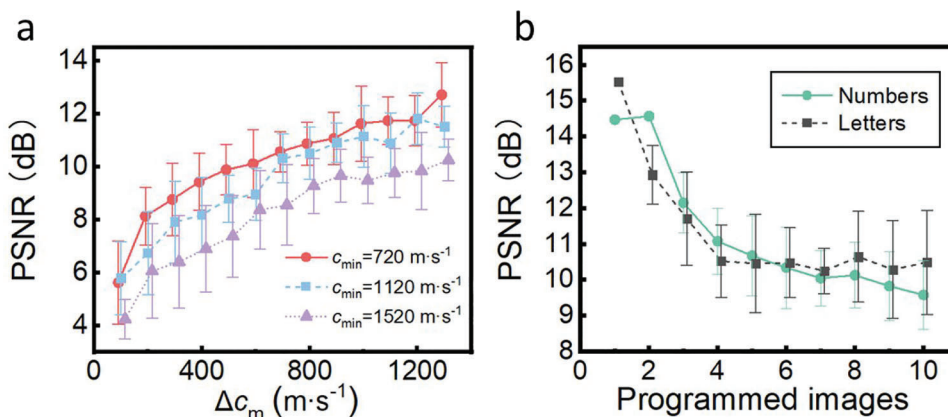 a
14
12
10
8
6
4
PSNR (dB)
c_min=720 m·s⁻¹
c_min=1120 m·s⁻¹
c_min=1520 m·s⁻¹
0 400 800 1200
Δc_m (m·s⁻¹)
b
16
15
14
13
12
11
10
9
8
PSNR (dB)
Numbers
Letters
0 2 4 6 8 10
Programmed images